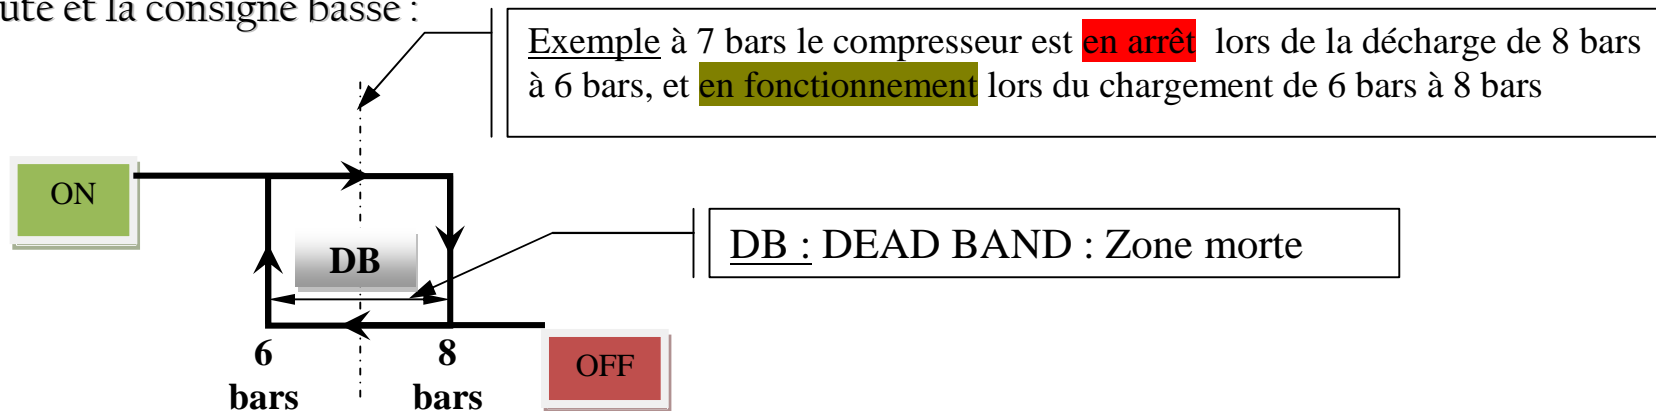 ute et la consigne basse :
Exemple à 7 bars le compresseur est en arrêt lors de la décharge de 8 bars
à 6 bars, et en fonctionnement lors du chargement de 6 bars à 8 bars
ON
DB
DB : DEAD BAND : Zone morte
6
bars
8
bars
OFF